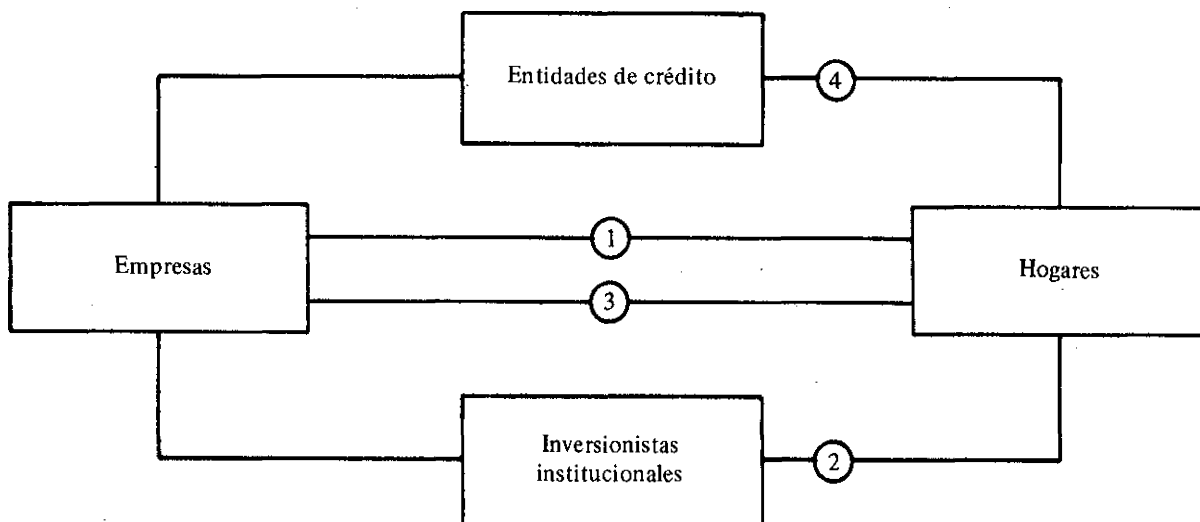 Entidades de crédito
4
1
Empresas
Hogares
3
Inversionistas
institucionales
2